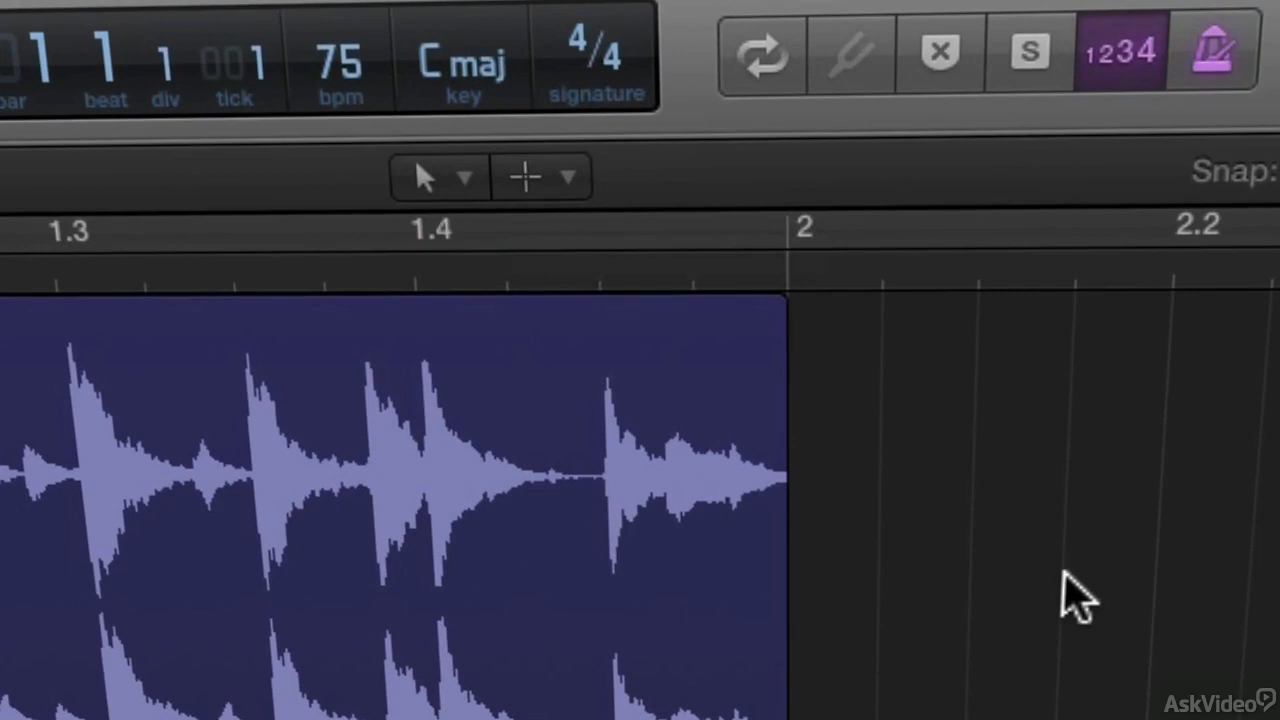 1 1 1 001 75 C maj 4/4
bar beat div tick bpm key signature
S 1234
Snap:
1.3 1.4 2 2.2
AskVideo